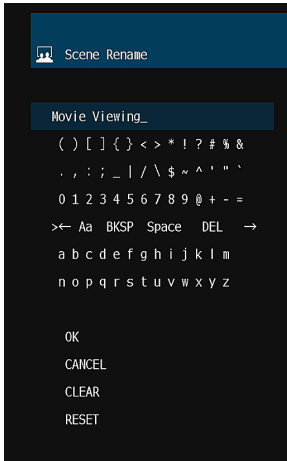 Scene Rename
Movie Viewing_
( ) [ ] { } < > * ! ? # % &
. , : ; _ | / \ $ ~ ^ ' " `
0 1 2 3 4 5 6 7 8 9 @ + - =
>← Aa BKSP Space DEL →
a b c d e f g h i j k l m
n o p q r s t u v w x y z
OK
CANCEL
CLEAR
RESET